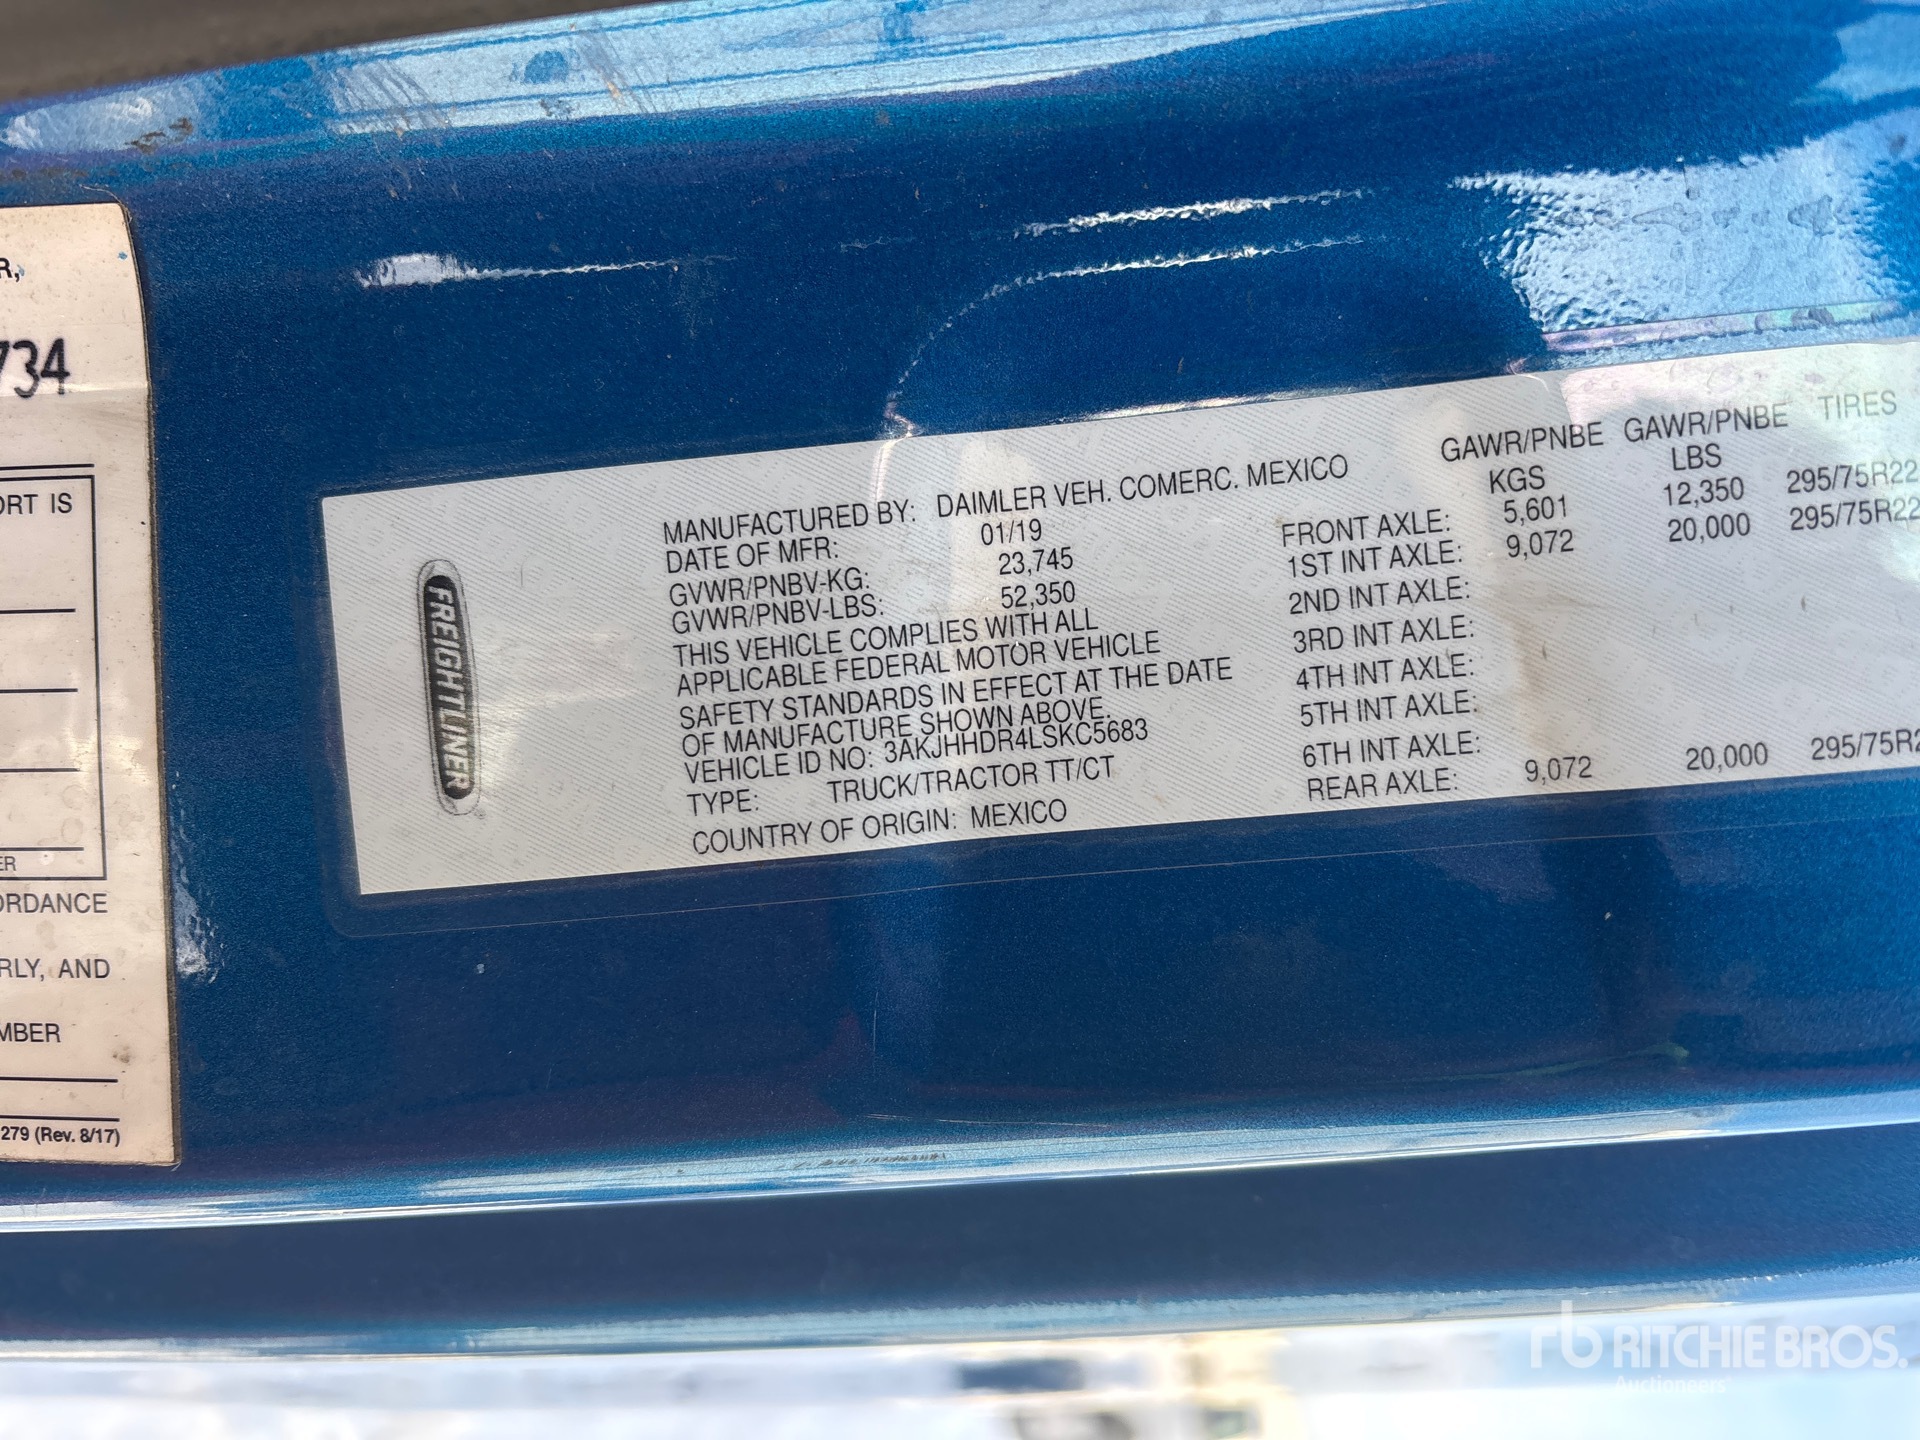 R,
734
ORT IS
ER
ORDANCE
RLY, AND
MBER
279 (Rev. 8/17)
FREIGHTLINER
MANUFACTURED BY: DAIMLER VEH. COMERC. MEXICO
DATE OF MFR: 01/19
GVWR/PNBV-KG: 23,745
GVWR/PNBV-LBS: 52,350
THIS VEHICLE COMPLIES WITH ALL
APPLICABLE FEDERAL MOTOR VEHICLE
SAFETY STANDARDS IN EFFECT AT THE DATE
OF MANUFACTURE SHOWN ABOVE.
VEHICLE ID NO: 3AKJHHDR4LSKC5683
TYPE: TRUCK/TRACTOR TT/CT
COUNTRY OF ORIGIN: MEXICO
GAWR/PNBE GAWR/PNBE TIRES
KGS LBS
FRONT AXLE: 5,601 12,350 295/75R22
1ST INT AXLE: 9,072 20,000 295/75R22
2ND INT AXLE:
3RD INT AXLE:
4TH INT AXLE:
5TH INT AXLE:
6TH INT AXLE:
REAR AXLE: 9,072 20,000 295/75R2
rb RITCHIE BROS.
Auctioneers